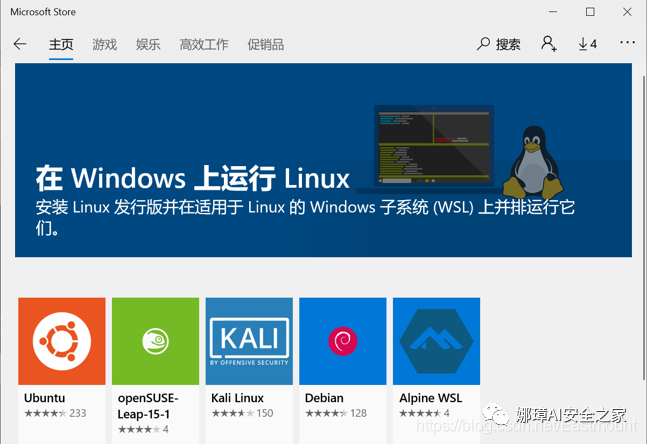 Microsoft Store
主页 游戏 娱乐 高效工作 促销品 搜索 4
在 Windows 上运行 Linux
安装 Linux 发行版并在适用于 Linux 的 Windows 子系统 (WSL) 上并排运行它
们。
KALI
BY OFFENSIVE SECURITY
Ubuntu
233
openSUSE-
Leap-15-1
4
Kali Linux
150
Debian
128
Alpine WSL
4
娜璋AI安全之家
https://blog.csdn.net/Eastmount